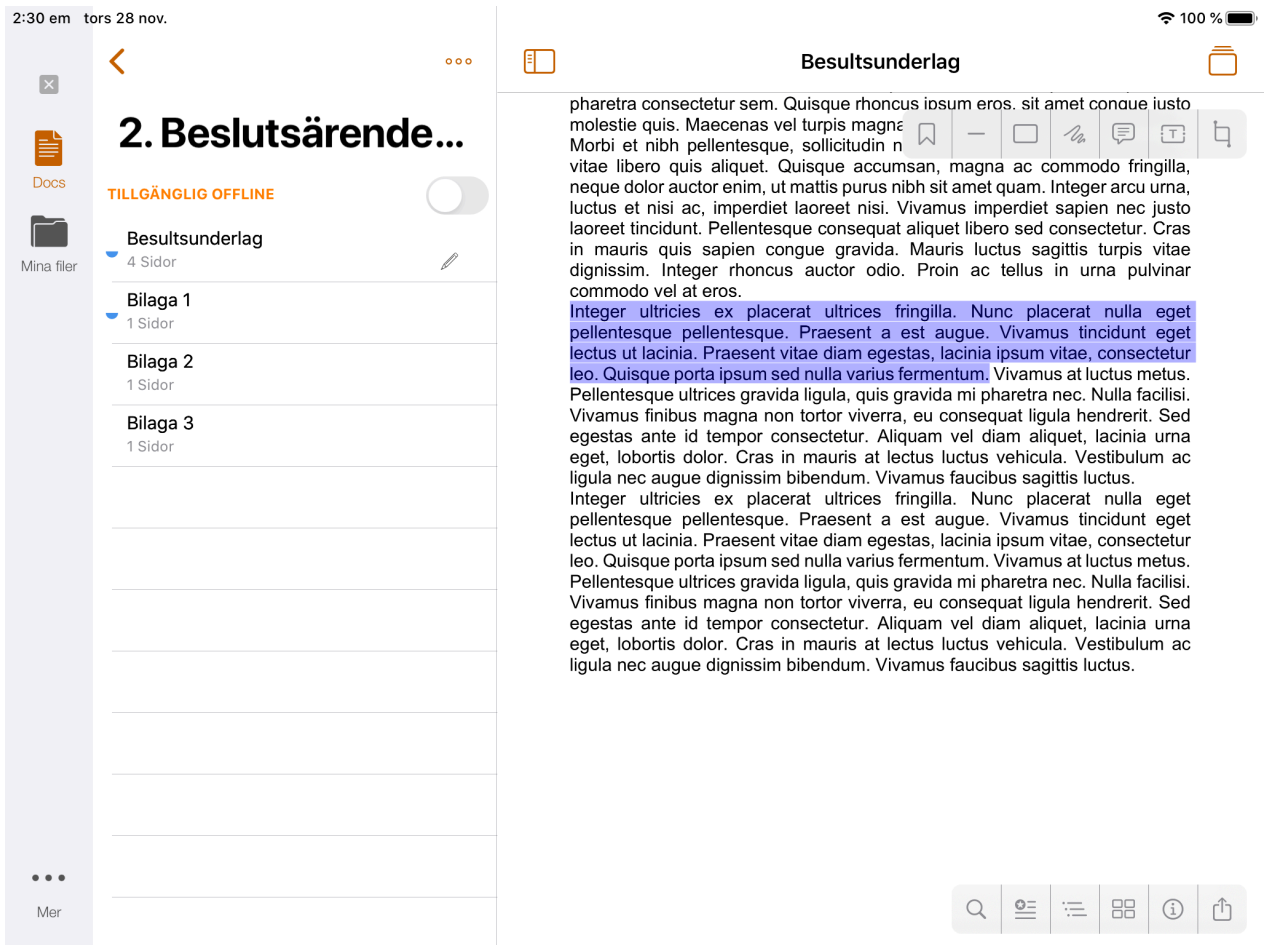 2:30 em tors 28 nov.
100 %
Docs
Mina filer
Mer
2. Beslutsärende...
TILLGÄNGLIG OFFLINE
Besultsunderlag
4 Sidor
Bilaga 1
1 Sidor
Bilaga 2
1 Sidor
Bilaga 3
1 Sidor
Besultsunderlag
pharetra consectetur sem. Quisque rhoncus ipsum eros, sit amet congue justo
molestie quis. Maecenas vel turpis magna
Morbi et nibh pellentesque, sollicitudin
vitae libero quis aliquet. Quisque accumsan, magna ac commodo fringilla,
neque dolor auctor enim, ut mattis purus nibh sit amet quam. Integer arcu urna,
luctus et nisi ac, imperdiet laoreet nisi. Vivamus imperdiet sapien nec justo
laoreet tincidunt. Pellentesque consequat aliquet libero sed consectetur. Cras
in mauris quis sapien congue gravida. Mauris luctus sagittis turpis vitae
dignissim. Integer rhoncus auctor odio. Proin ac tellus in urna pulvinar
commodo vel at eros.
Integer ultricies ex placerat ultrices fringilla. Nunc placerat nulla eget
pellentesque pellentesque. Praesent a est augue. Vivamus tincidunt eget
lectus ut lacinia. Praesent vitae diam egestas, lacinia ipsum vitae, consectetur
leo. Quisque porta ipsum sed nulla varius fermentum. Vivamus at luctus metus.
Pellentesque ultrices gravida ligula, quis gravida mi pharetra nec. Nulla facilisi.
Vivamus finibus magna non tortor viverra, eu consequat ligula hendrerit. Sed
egestas ante id tempor consectetur. Aliquam vel diam aliquet, lacinia urna
eget, lobortis dolor. Cras in mauris at lectus luctus vehicula. Vestibulum ac
ligula nec augue dignissim bibendum. Vivamus faucibus sagittis luctus.
Integer ultricies ex placerat ultrices fringilla. Nunc placerat nulla eget
pellentesque pellentesque. Praesent a est augue. Vivamus tincidunt eget
lectus ut lacinia. Praesent vitae diam egestas, lacinia ipsum vitae, consectetur
leo. Quisque porta ipsum sed nulla varius fermentum. Vivamus at luctus metus.
Pellentesque ultrices gravida ligula, quis gravida mi pharetra nec. Nulla facilisi.
Vivamus finibus magna non tortor viverra, eu consequat ligula hendrerit. Sed
egestas ante id tempor consectetur. Aliquam vel diam aliquet, lacinia urna
eget, lobortis dolor. Cras in mauris at lectus luctus vehicula. Vestibulum ac
ligula nec augue dignissim bibendum. Vivamus faucibus sagittis luctus.